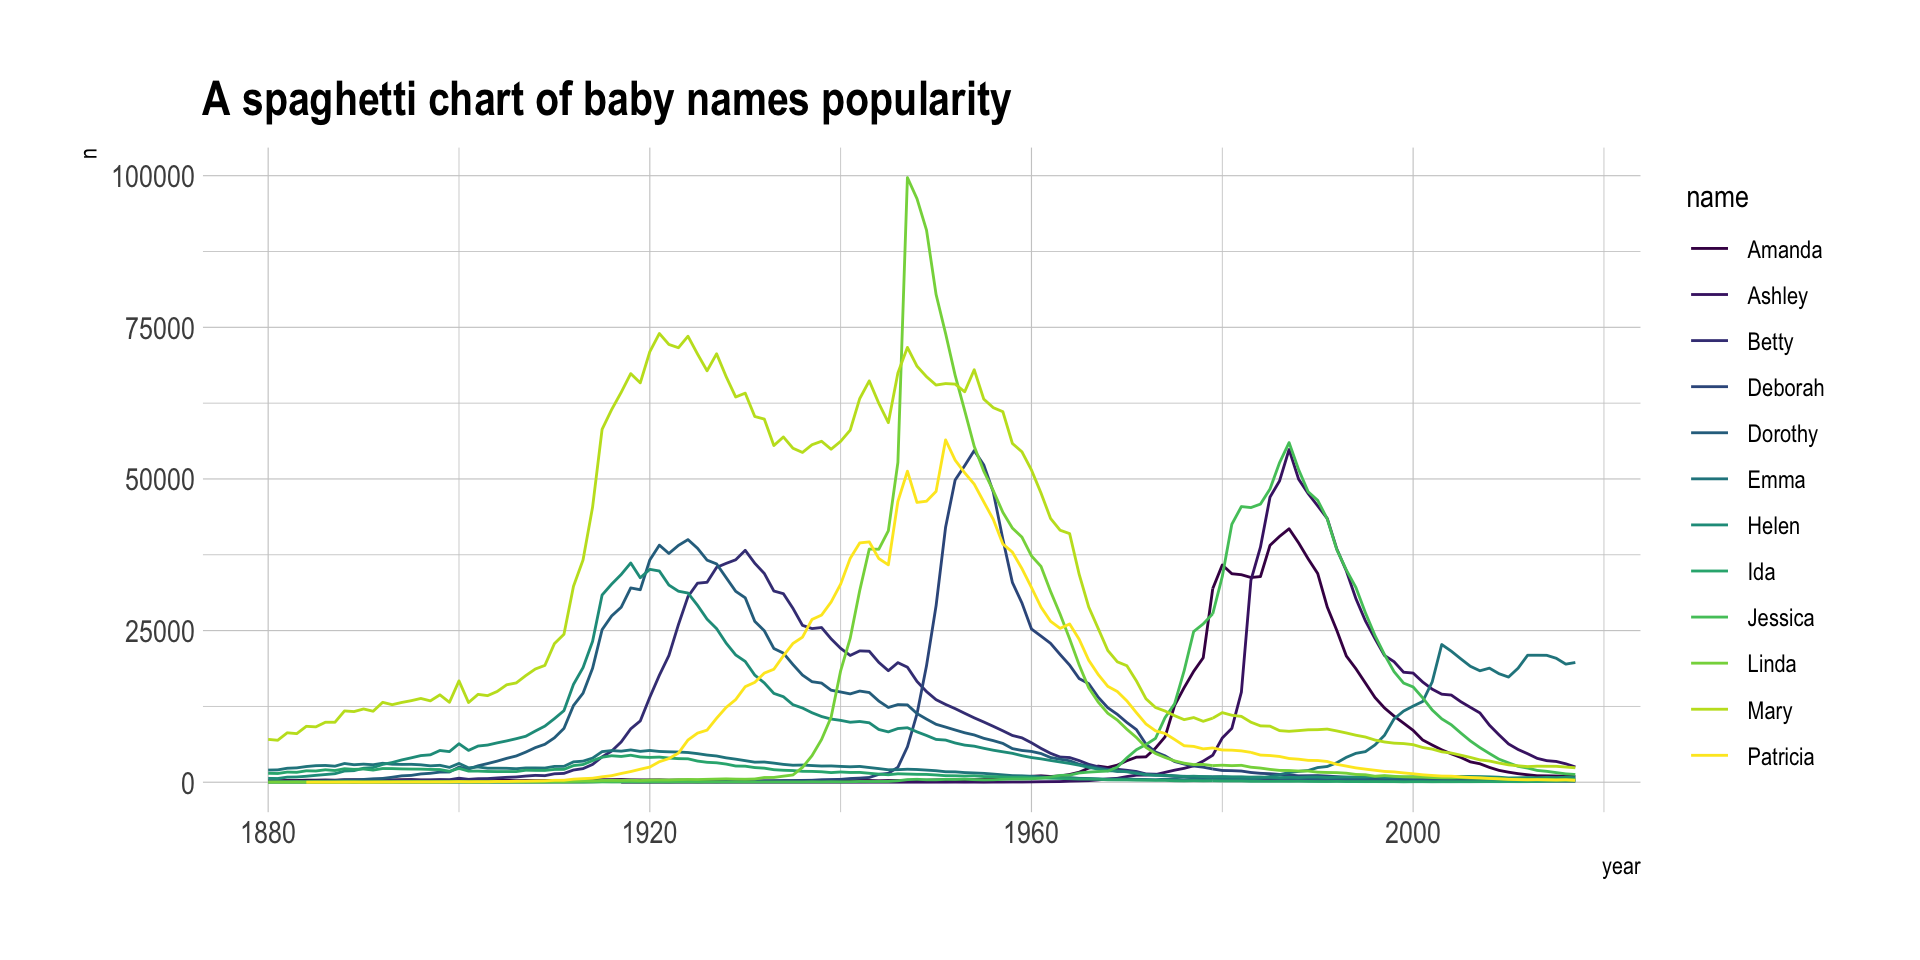 A spaghetti chart of baby names popularity
n
100000
75000
50000
25000
0
1880
1920
1960
2000
year
name
Amanda
Ashley
Betty
Deborah
Dorothy
Emma
Helen
Ida
Jessica
Linda
Mary
Patricia